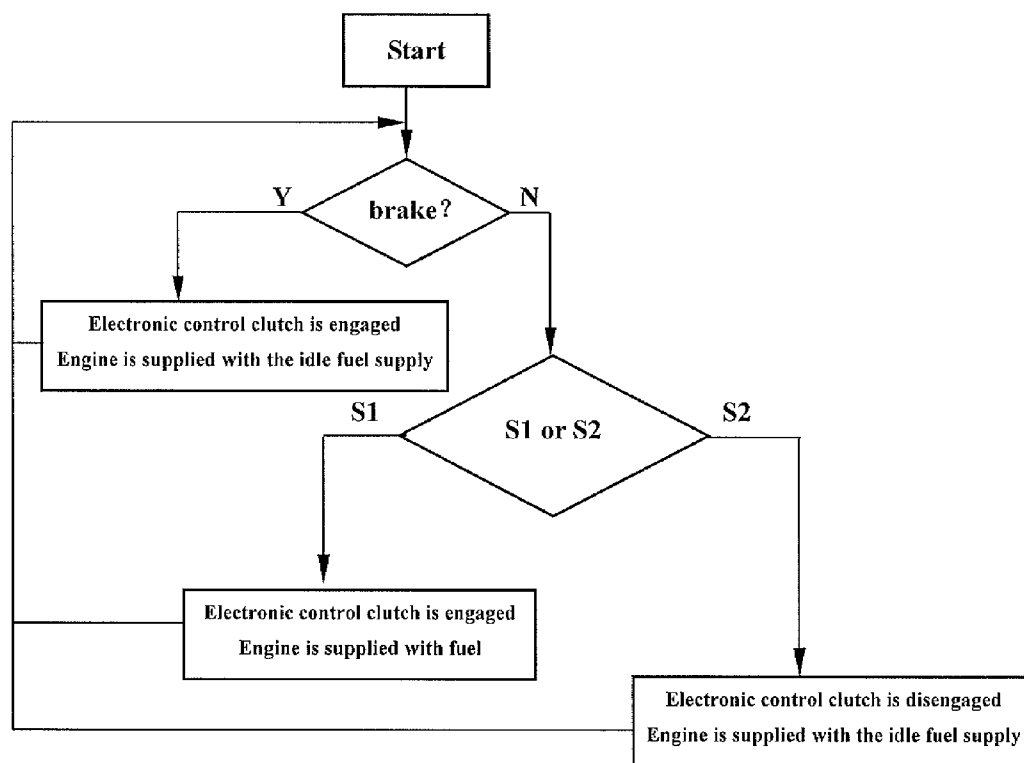 Start
Y
N
brake?
Electronic control clutch is engaged
Engine is supplied with the idle fuel supply
S1
S2
S1 or S2
Electronic control clutch is engaged
Engine is supplied with fuel
Electronic control clutch is disengaged
Engine is supplied with the idle fuel supply